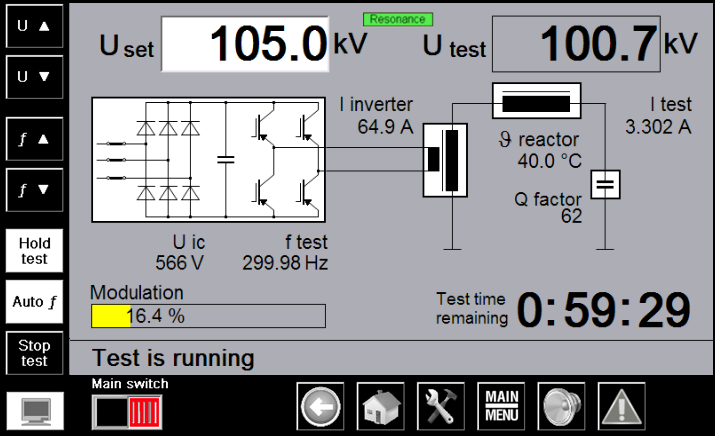 U ▲
U ▼
f ▲
f ▼
Hold
test
Auto f
Stop
test
Resonance
U set 105.0 kV
U test 100.7 kV
I inverter
64.9 A
I test
3.302 A
ϑ reactor
40.0 °C
Q factor
62
U ic
566 V
f test
299.98 Hz
Modulation
16.4 %
Test time
remaining 0:59:29
Test is running
Main switch
MAIN
MENU